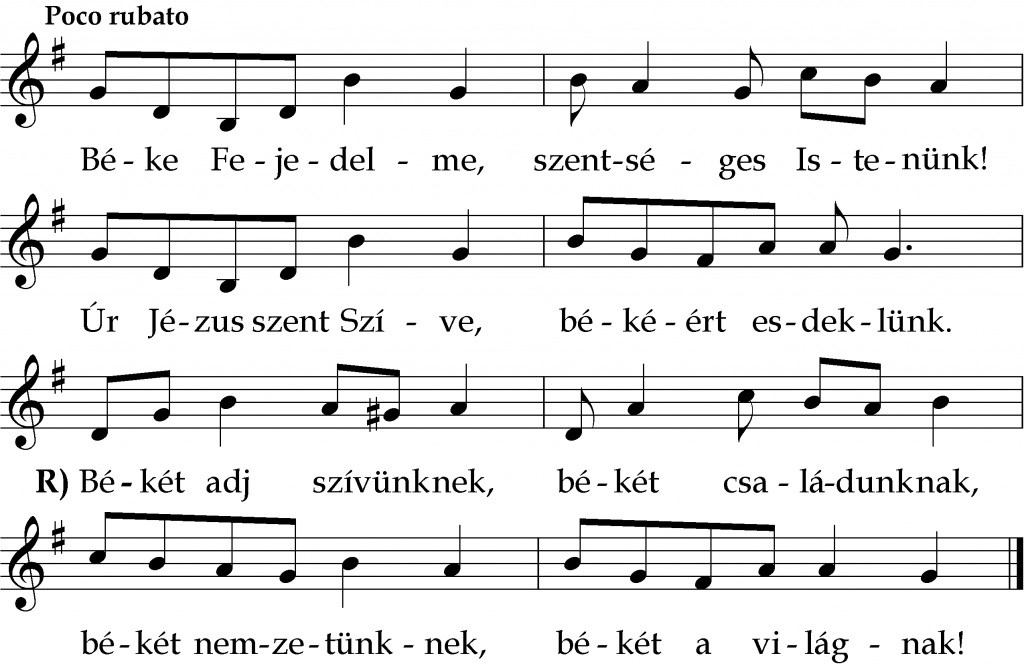 Poco rubato
Bé - ke Fe - je - del - me, szent-sé - ges Is - te - nünk!
Úr Jé - zus szent Szí - ve, bé - ké - ért es - dek - lünk.
R) Bé - két adj szívünknek, bé - két csa - lá-dunknak,
bé - két nem-ze - tünk - nek, bé - két a vi - lág - nak!